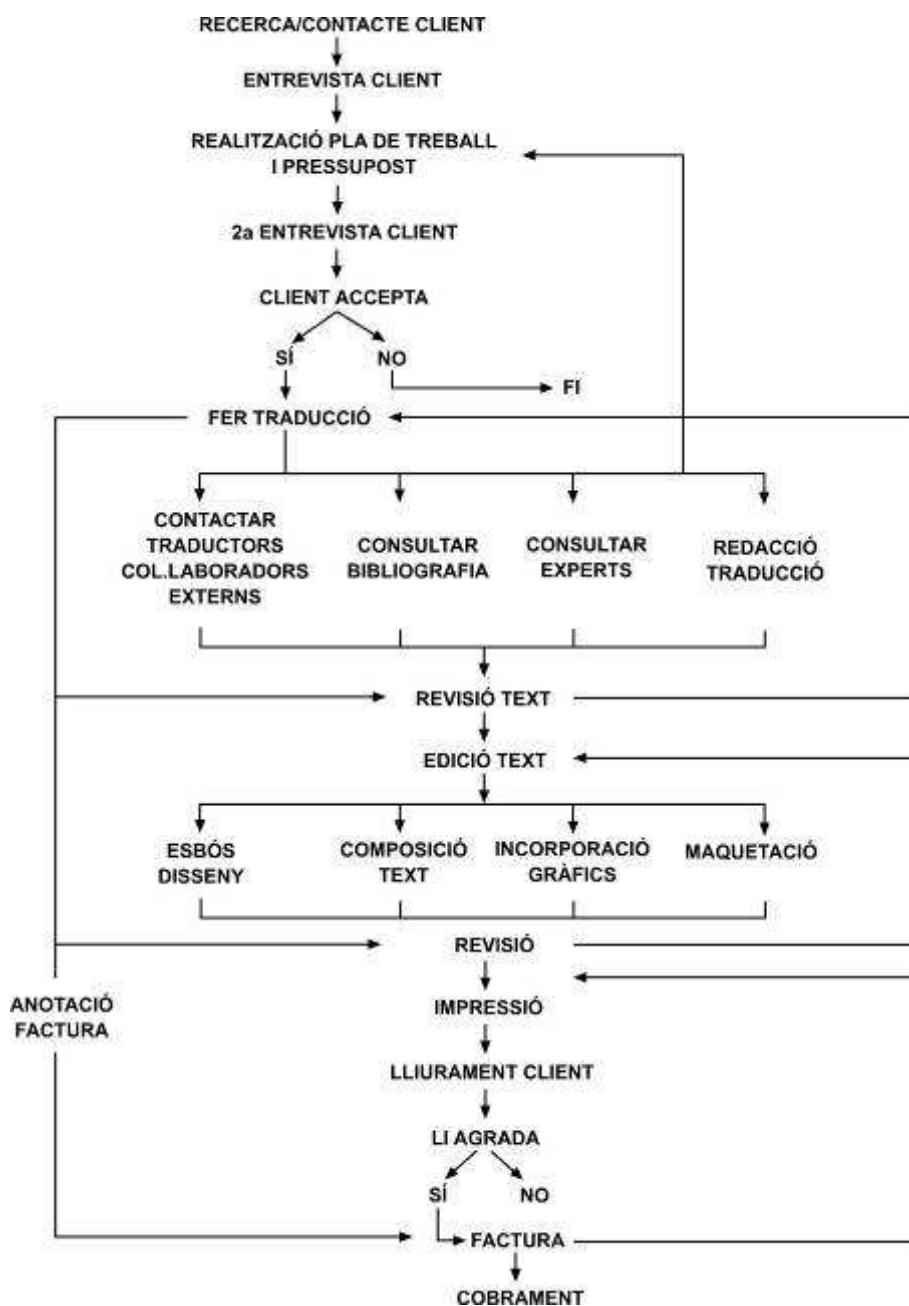 RECERCA/CONTACTE CLIENT
ENTREVISTA CLIENT
REALITZACIÓ PLA DE TREBALL
I PRESSUPOST
2a ENTREVISTA CLIENT
CLIENT ACCEPTA
SÍ
NO
FI
FER TRADUCCIÓ
CONTACTAR
TRADUCTORS
COL.LABORADORS
EXTERNS
CONSULTAR
BIBLIOGRAFIA
CONSULTAR
EXPERTS
REDACCIÓ
TRADUCCIÓ
REVISIÓ TEXT
EDICIÓ TEXT
ESBÓS
DISSENY
COMPOSICIÓ
TEXT
INCORPORACIÓ
GRÀFICS
MAQUETACIÓ
REVISIÓ
ANOTACIÓ
FACTURA
IMPRESSIÓ
LLIURAMENT CLIENT
LI AGRADA
SÍ
NO
FACTURA
COBRAMENT